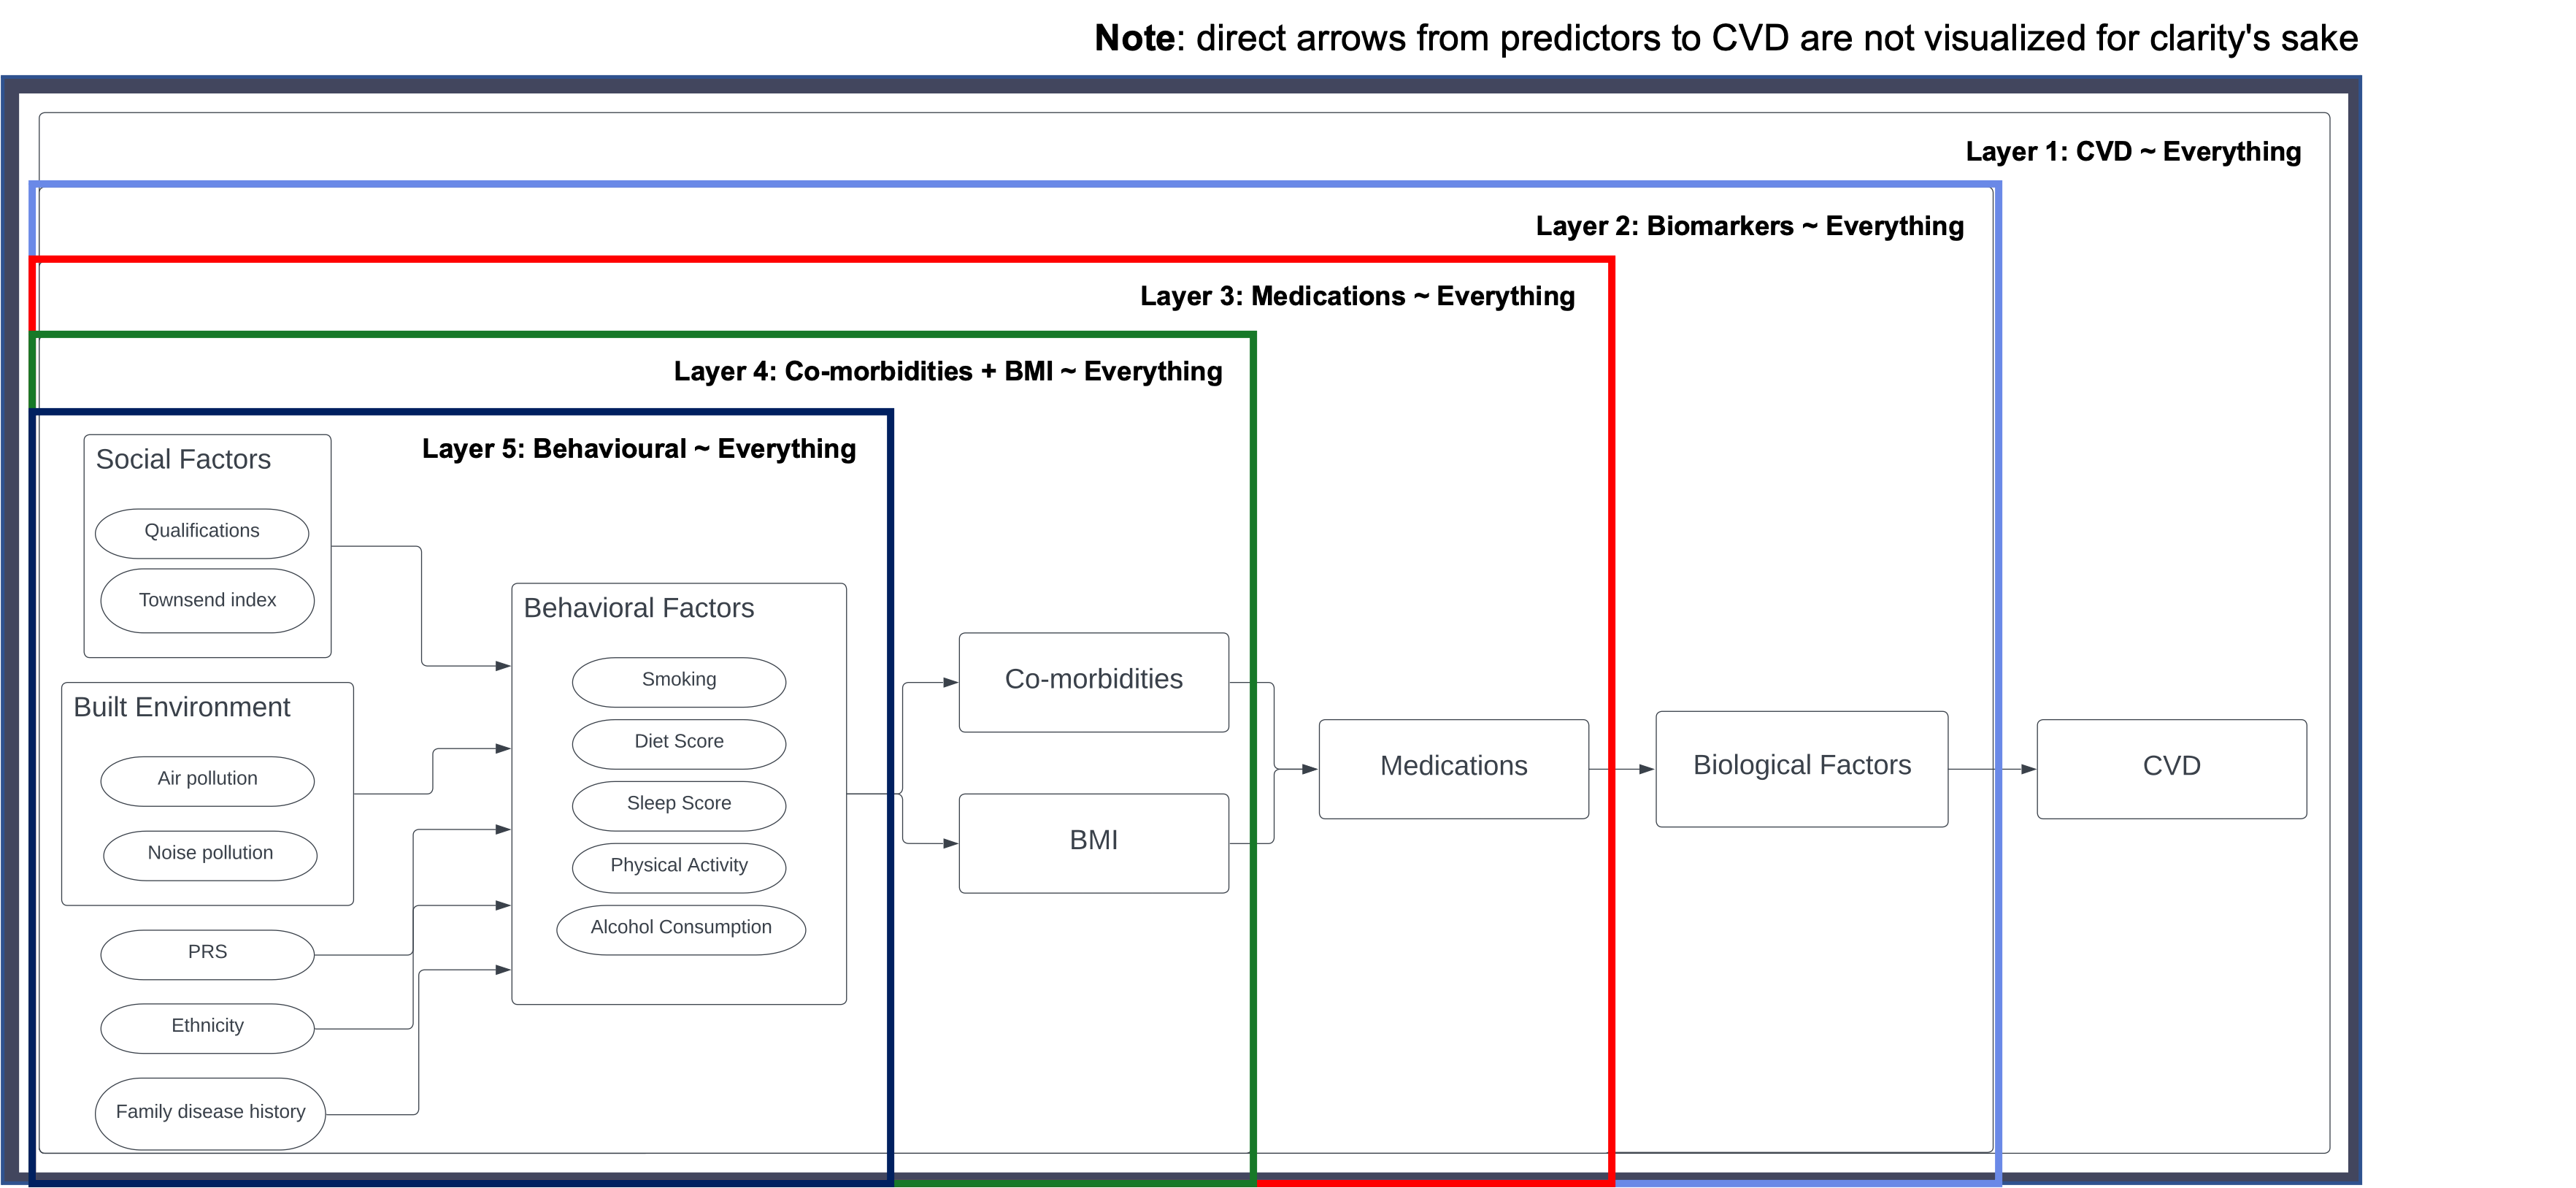 Note: direct arrows from predictors to CVD are not visualized for clarity's sake
Layer 1: CVD ~ Everything
Layer 2: Biomarkers ~ Everything
Layer 3: Medications ~ Everything
Layer 4: Co-morbidities + BMI ~ Everything
Layer 5: Behavioural ~ Everything
Social Factors
Qualifications
Townsend index
Built Environment
Air pollution
Noise pollution
PRS
Ethnicity
Family disease history
Behavioral Factors
Smoking
Diet Score
Sleep Score
Physical Activity
Alcohol Consumption
Co-morbidities
BMI
Medications
Biological Factors
CVD